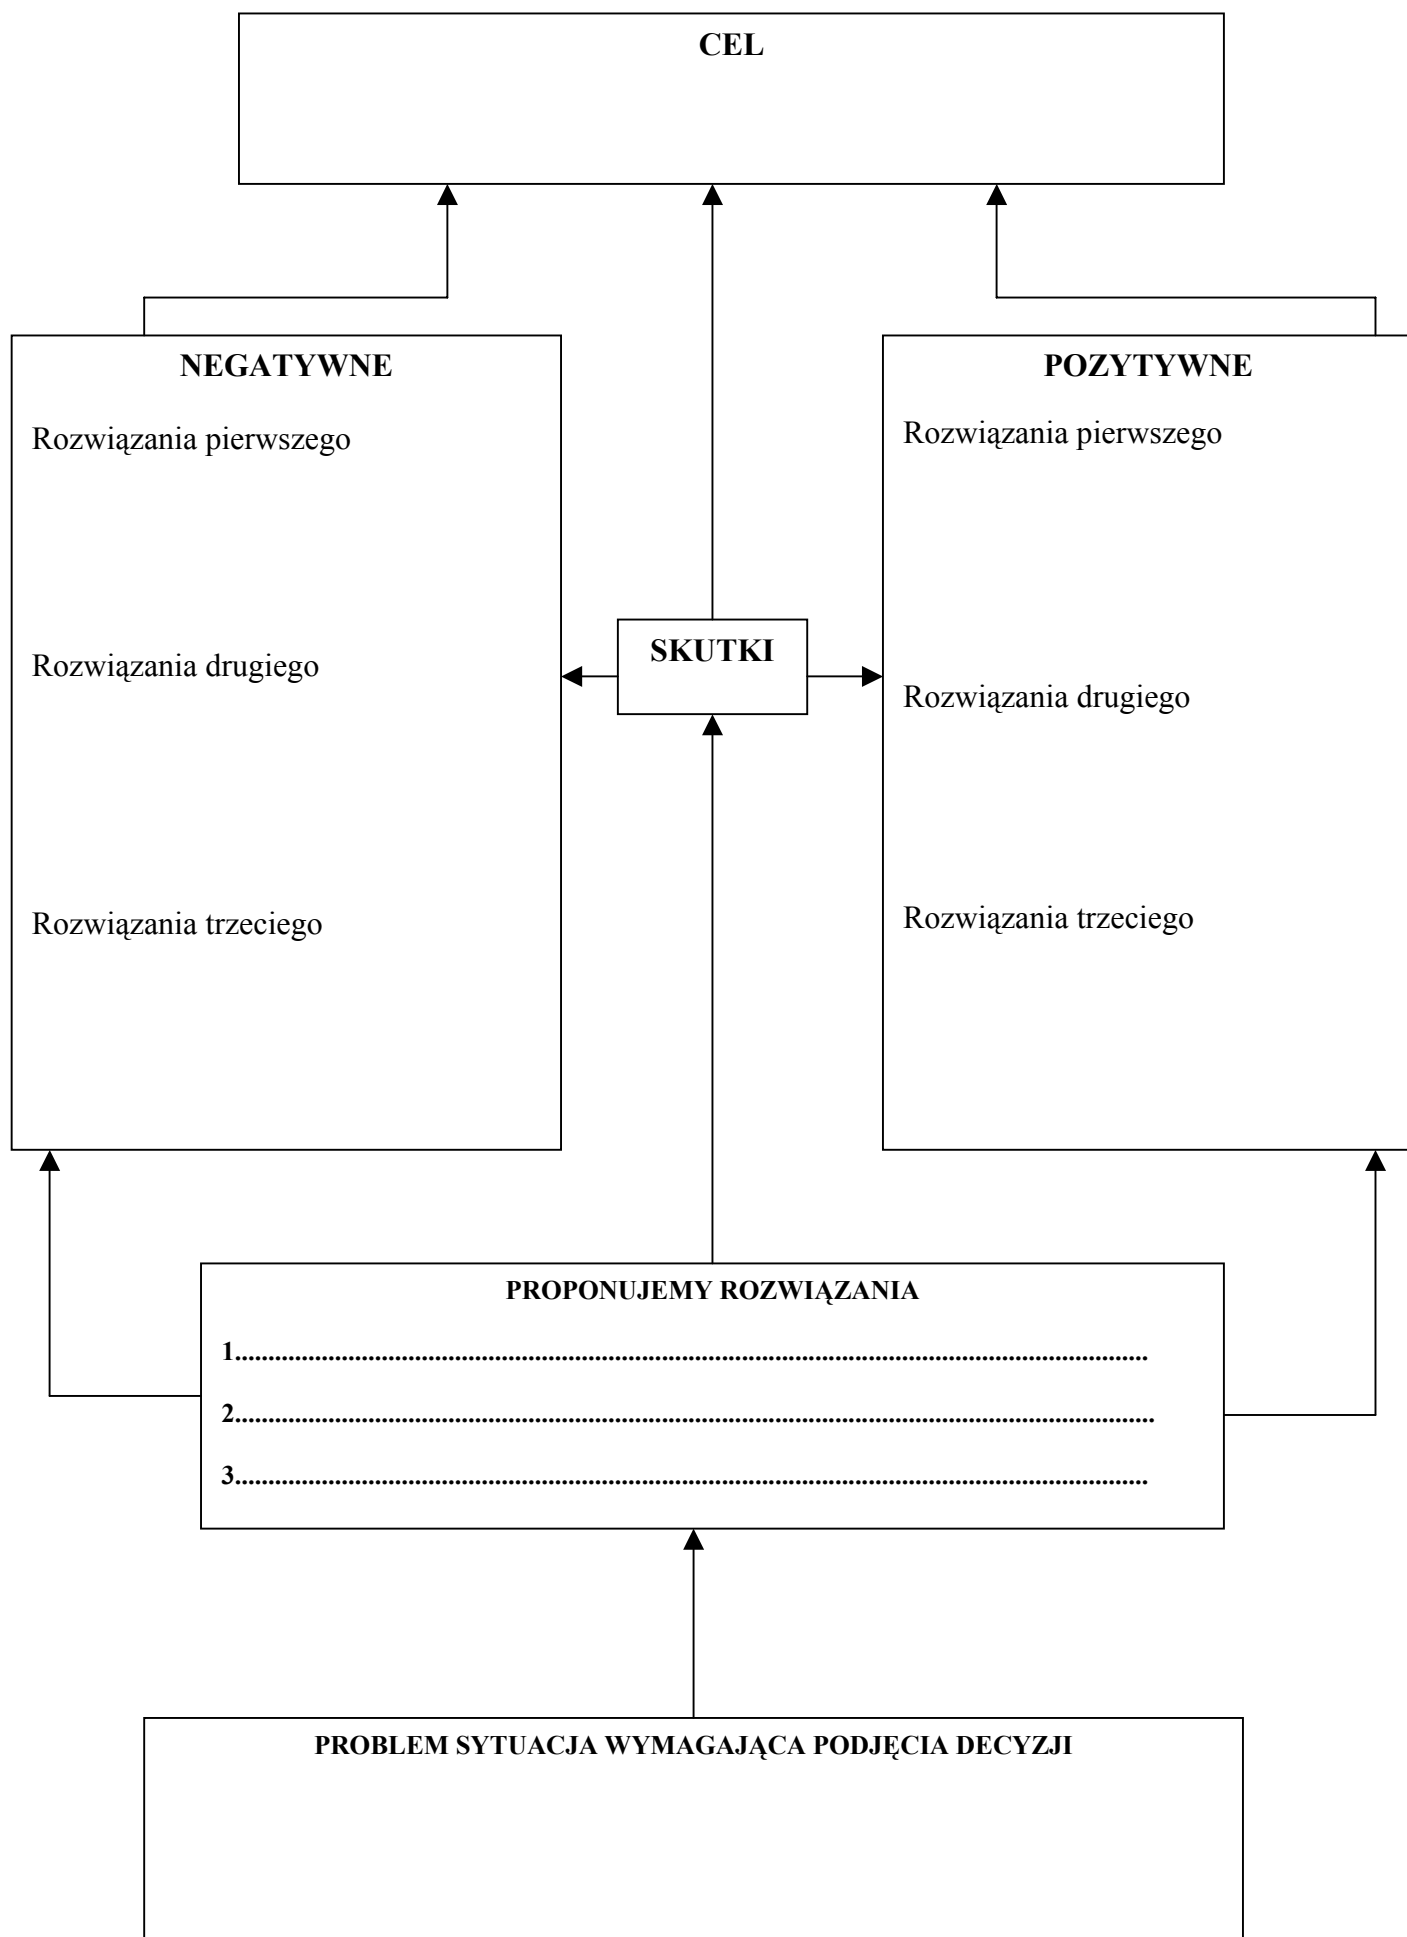 CEL
NEGATYWNE
Rozwiązania pierwszego
Rozwiązania drugiego
Rozwiązania trzeciego
SKUTKI
POZYTYWNE
Rozwiązania pierwszego
Rozwiązania drugiego
Rozwiązania trzeciego
PROPONUJEMY ROZWIĄZANIA
1.........................................................................................................................................
2..........................................................................................................................................
3.........................................................................................................................................
PROBLEM SYTUACJA WYMAGAJĄCA PODJĘCIA DECYZJI